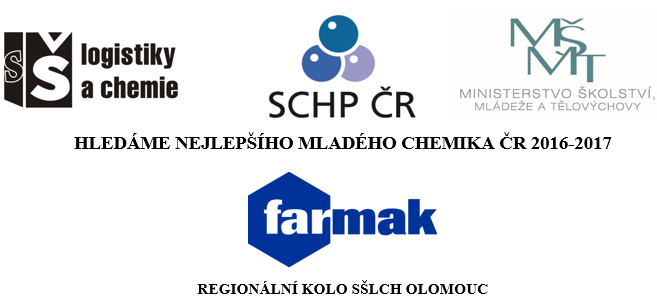 SŠ logistiky
a chemie
SCHP ČR
MŠMT
MINISTERSTVO ŠKOLSTVÍ,
MLÁDEŽE A TĚLOVÝCHOVY
HLEDÁME NEJLEPŠÍHO MLADÉHO CHEMIKA ČR 2016-2017
farmak
REGIONÁLNÍ KOLO SŠLCH OLOMOUC